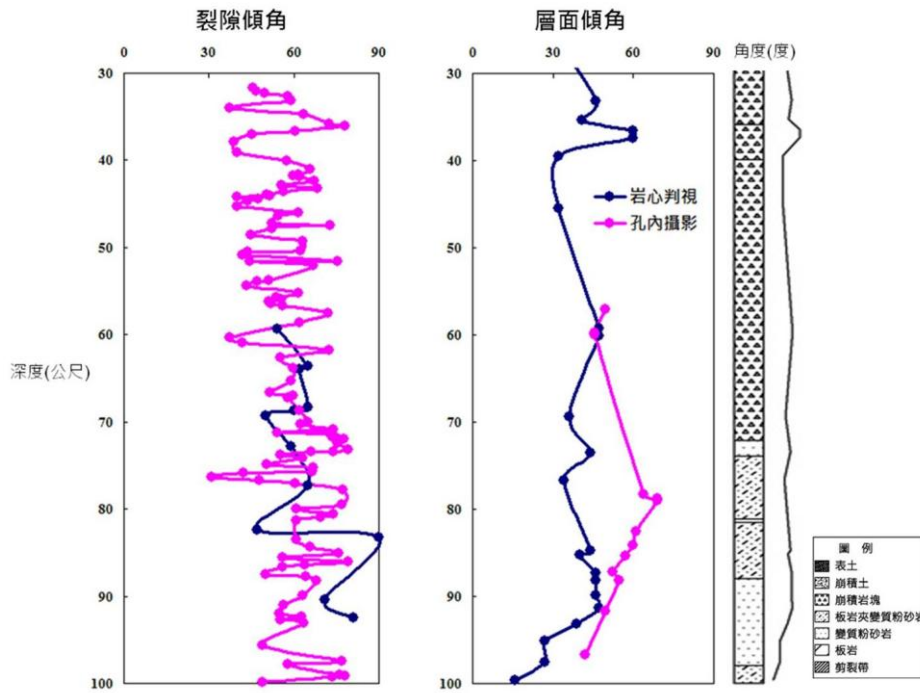 裂隙傾角
層面傾角
0 30 60 90
0 30 60 90
角度(度)
30
40
50
60
70
80
90
100
深度(公尺)
30
40
50
60
70
80
90
100
岩心判視
孔內攝影
圖 例
表土
崩積土
崩積岩塊
板岩夾變質粉砂岩
變質粉砂岩
板岩
剪裂帶